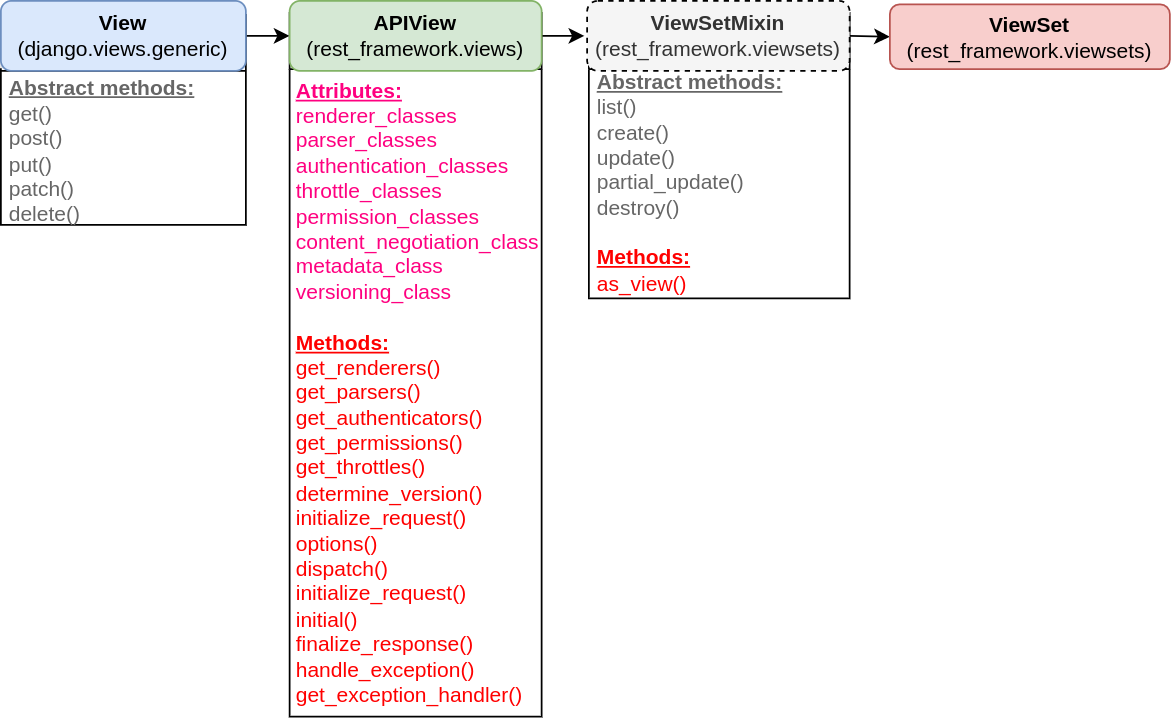 View
(django.views.generic)
Abstract methods:
get()
post()
put()
patch()
delete()
APIView
(rest_framework.views)
Attributes:
renderer_classes
parser_classes
authentication_classes
throttle_classes
permission_classes
content_negotiation_class
metadata_class
versioning_class
Methods:
get_renderers()
get_parsers()
get_authenticators()
get_permissions()
get_throttles()
determine_version()
initialize_request()
options()
dispatch()
initialize_request()
initial()
finalize_response()
handle_exception()
get_exception_handler()
ViewSetMixin
(rest_framework.viewsets)
Abstract methods:
list()
create()
update()
partial_update()
destroy()
Methods:
as_view()
ViewSet
(rest_framework.viewsets)